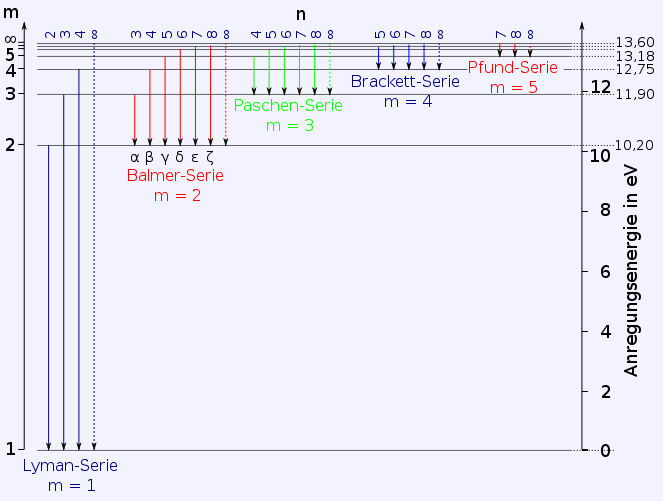 m
n
2 3 4 ∞
3 4 5 6 7 8 ∞
4 5 6 7 8 ∞
5 6 7 8 ∞
7 8 ∞
∞
5
4
3
2
1
13,60
13,18
12,75
11,90
10,20
12
10
8
6
4
2
0
Anregungsenergie in eV
Pfund-Serie
m = 5
Brackett-Serie
m = 4
Paschen-Serie
m = 3
α β γ δ ε ζ
Balmer-Serie
m = 2
Lyman-Serie
m = 1